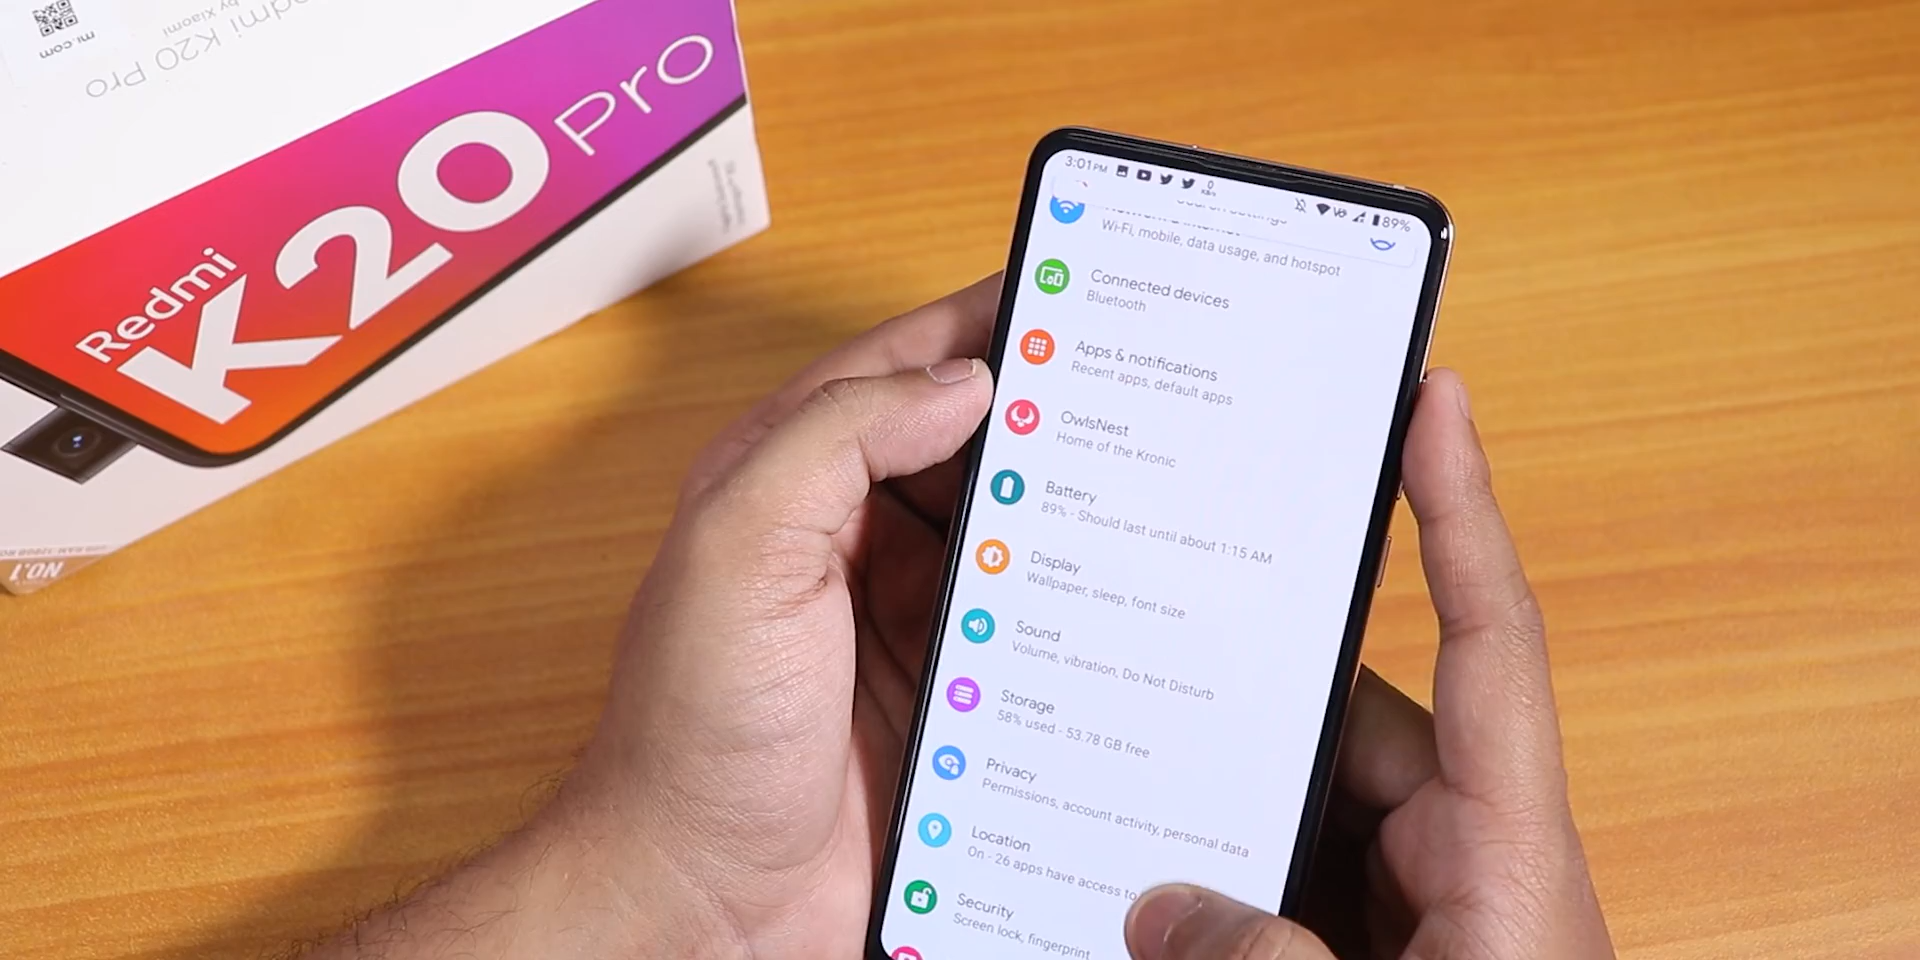 mi.com
Redmi K20 Pro
by Xiaomi
Redmi
K20 Pro
NO.1
3:01 PM
89%
Wi-Fi, mobile, data usage, and hotspot
Connected devices
Bluetooth
Apps & notifications
Recent apps, default apps
OwlsNest
Home of the Kronic
Battery
89% - Should last until about 1:15 AM
Display
Wallpaper, sleep, font size
Sound
Volume, vibration, Do Not Disturb
Storage
58% used - 53.78 GB free
Privacy
Permissions, account activity, personal data
Location
On - 26 apps have access to
Security
Screen lock, fingerprint